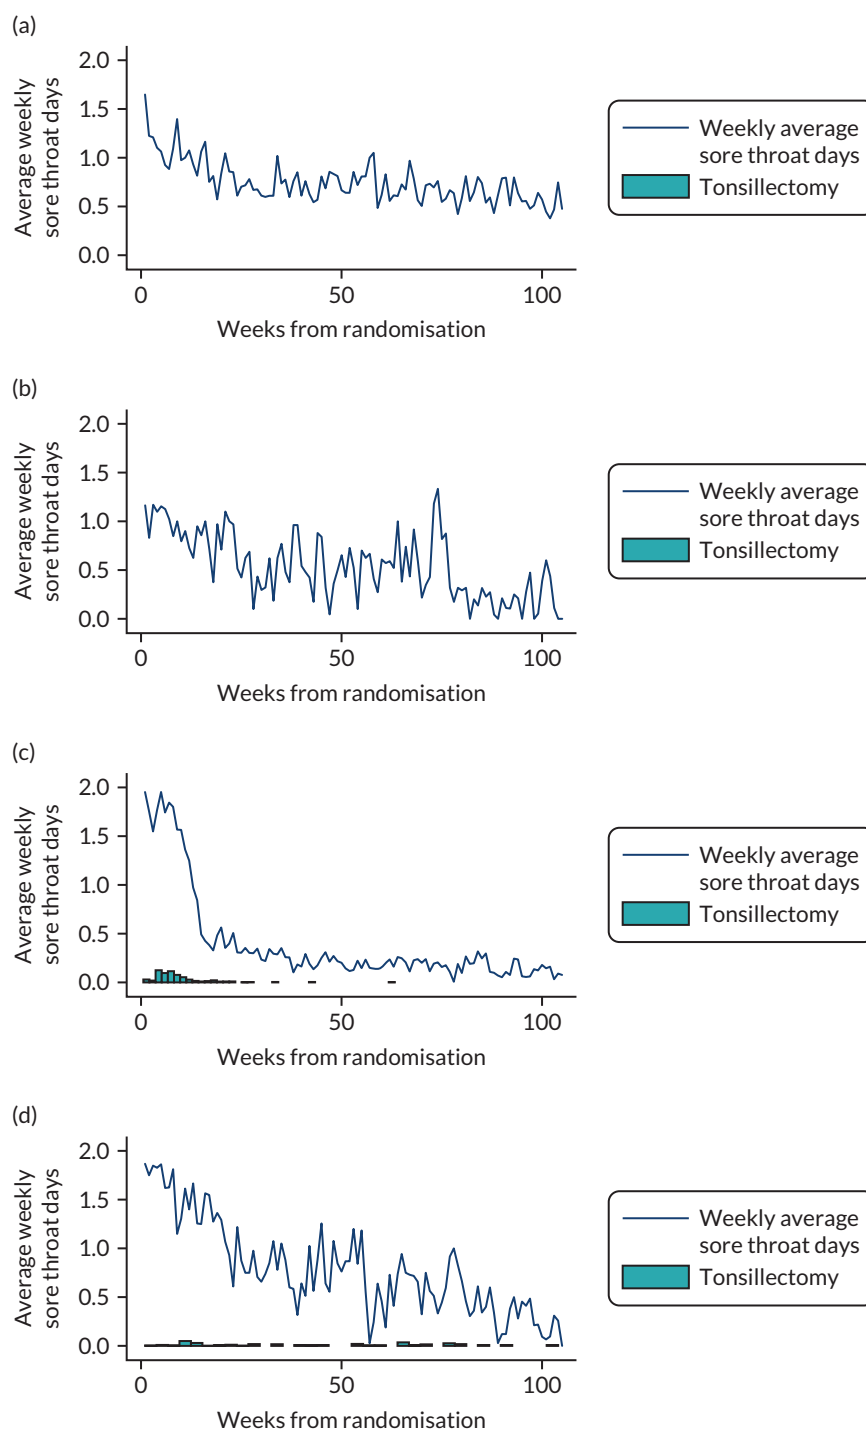 (a)
Average weekly
sore throat days
2.0
1.5
1.0
0.5
0.0
0
50
100
Weeks from randomisation
Weekly average
sore throat days
Tonsillectomy
(b)
Average weekly
sore throat days
2.0
1.5
1.0
0.5
0.0
0
50
100
Weeks from randomisation
Weekly average
sore throat days
Tonsillectomy
(c)
Average weekly
sore throat days
2.0
1.5
1.0
0.5
0.0
0
50
100
Weeks from randomisation
Weekly average
sore throat days
Tonsillectomy
(d)
Average weekly
sore throat days
2.0
1.5
1.0
0.5
0.0
0
50
100
Weeks from randomisation
Weekly average
sore throat days
Tonsillectomy